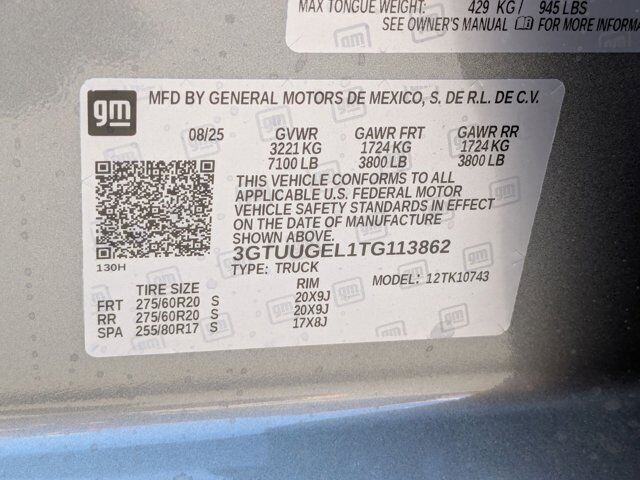 MAX TONGUE WEIGHT: 429 KG / 945 LBS
SEE OWNER'S MANUAL FOR MORE INFORMA
gm
MFD BY GENERAL MOTORS DE MEXICO, S. DE R.L. DE C.V.
08/25 GVWR GAWR FRT GAWR RR
3221 KG 1724 KG 1724 KG
7100 LB 3800 LB 3800 LB
THIS VEHICLE CONFORMS TO ALL
APPLICABLE U.S. FEDERAL MOTOR
VEHICLE SAFETY STANDARDS IN EFFECT
ON THE DATE OF MANUFACTURE
SHOWN ABOVE.
130H
3GTUUGEL1TG113862
TYPE: TRUCK MODEL: 12TK10743
TIRE SIZE RIM
FRT 275/60R20 S 20X9J
RR 275/60R20 S 20X9J
SPA 255/80R17 S 17X8J